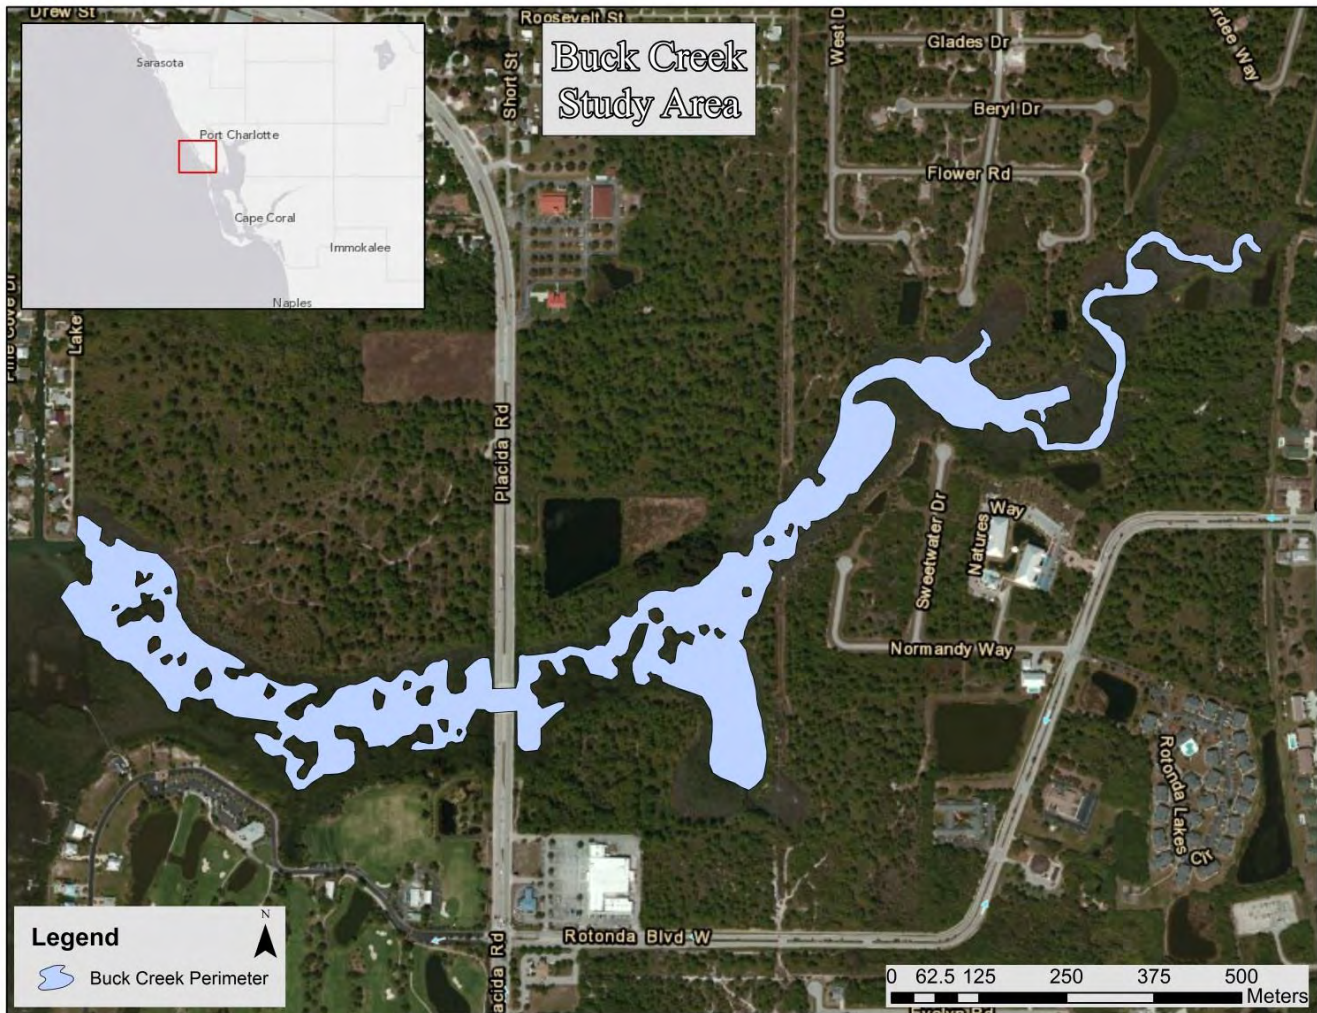 Drew St
Roosevelt St
Short St
West D
Glades Dr
Beryl Dr
Flower Rd
Buck Creek
Study Area
Sarasota
Port Charlotte
Cape Coral
Immokalee
Naples
Lake
Placida Rd
Sweetwater Dr
Natures Way
Normandy Way
Rotonda Lakes
Cir
Rotonda Blvd W
acida Rd
Legend
N
Buck Creek Perimeter
0 62.5 125 250 375 500
Meters